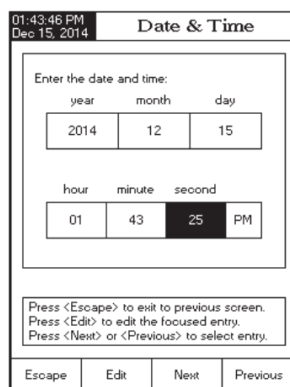 01:43:46 PM
Dec 15, 2014
Date & Time
Enter the date and time:
year month day
2014 12 15
hour minute second
01 43 25 PM
Press <Escape> to exit to previous screen.
Press <Edit> to edit the focused entry.
Press <Next> or <Previous> to select entry.
Escape Edit Next Previous